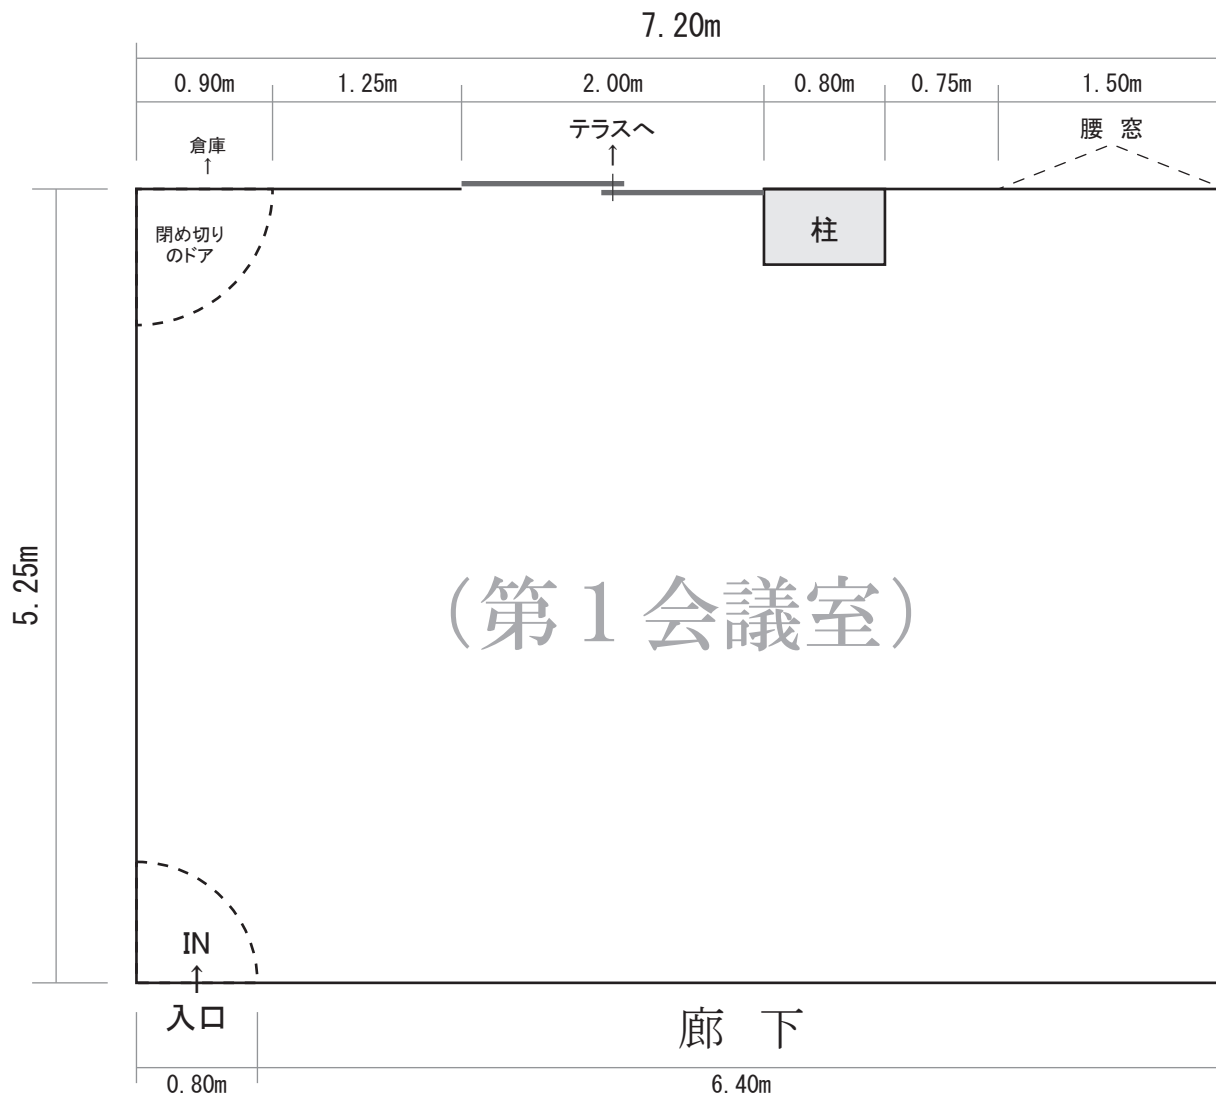 7.20m
0.90m 1.25m 2.00m 0.80m 0.75m 1.50m
テラスへ
腰 窓
倉庫
↑
↑
柱
閉め切り
のドア
5.25m
(第1会議室)
IN
↑
入口
廊 下
0.80m 6.40m